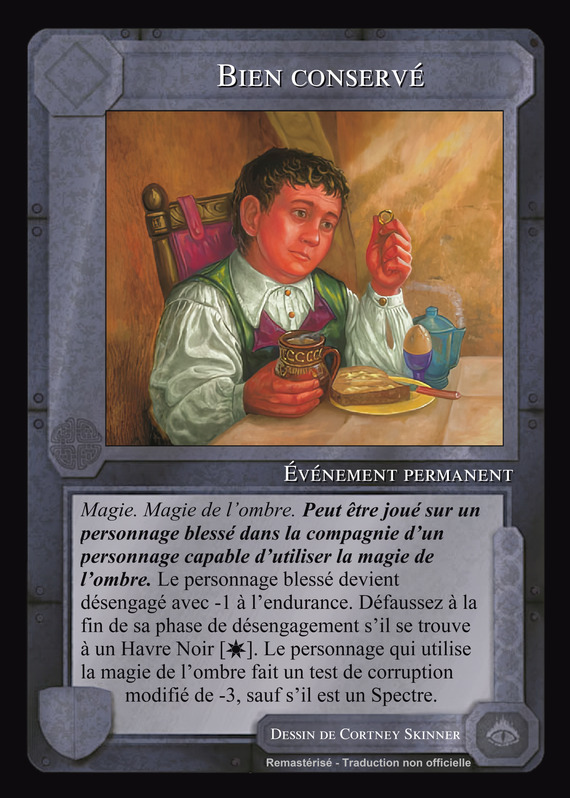 BIEN CONSERVÉ
ÉVÉNEMENT PERMANENT
Magie. Magie de l’ombre. Peut être joué sur un
personnage blessé dans la compagnie d’un
personnage capable d’utiliser la magie de
l’ombre. Le personnage blessé devient
désengagé avec -1 à l’endurance. Défaussez à la
fin de sa phase de désengagement s’il se trouve
à un Havre Noir [✷]. Le personnage qui utilise
la magie de l’ombre fait un test de corruption
modifié de -3, sauf s’il est un Spectre.
DESSIN DE CORTNEY SKINNER
Remastérisé - Traduction non officielle